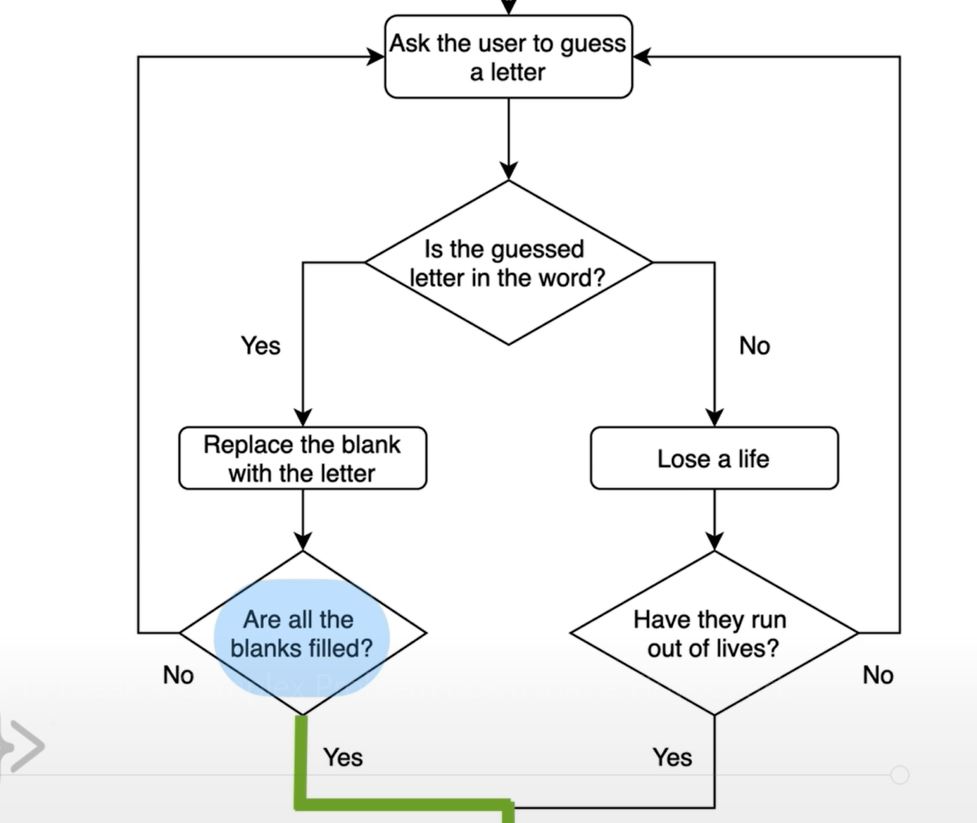 Ask the user to guess
a letter
Is the guessed
letter in the word?
Yes
No
Replace the blank
with the letter
Lose a life
Are all the
blanks filled?
Have they run
out of lives?
No
No
Yes
Yes